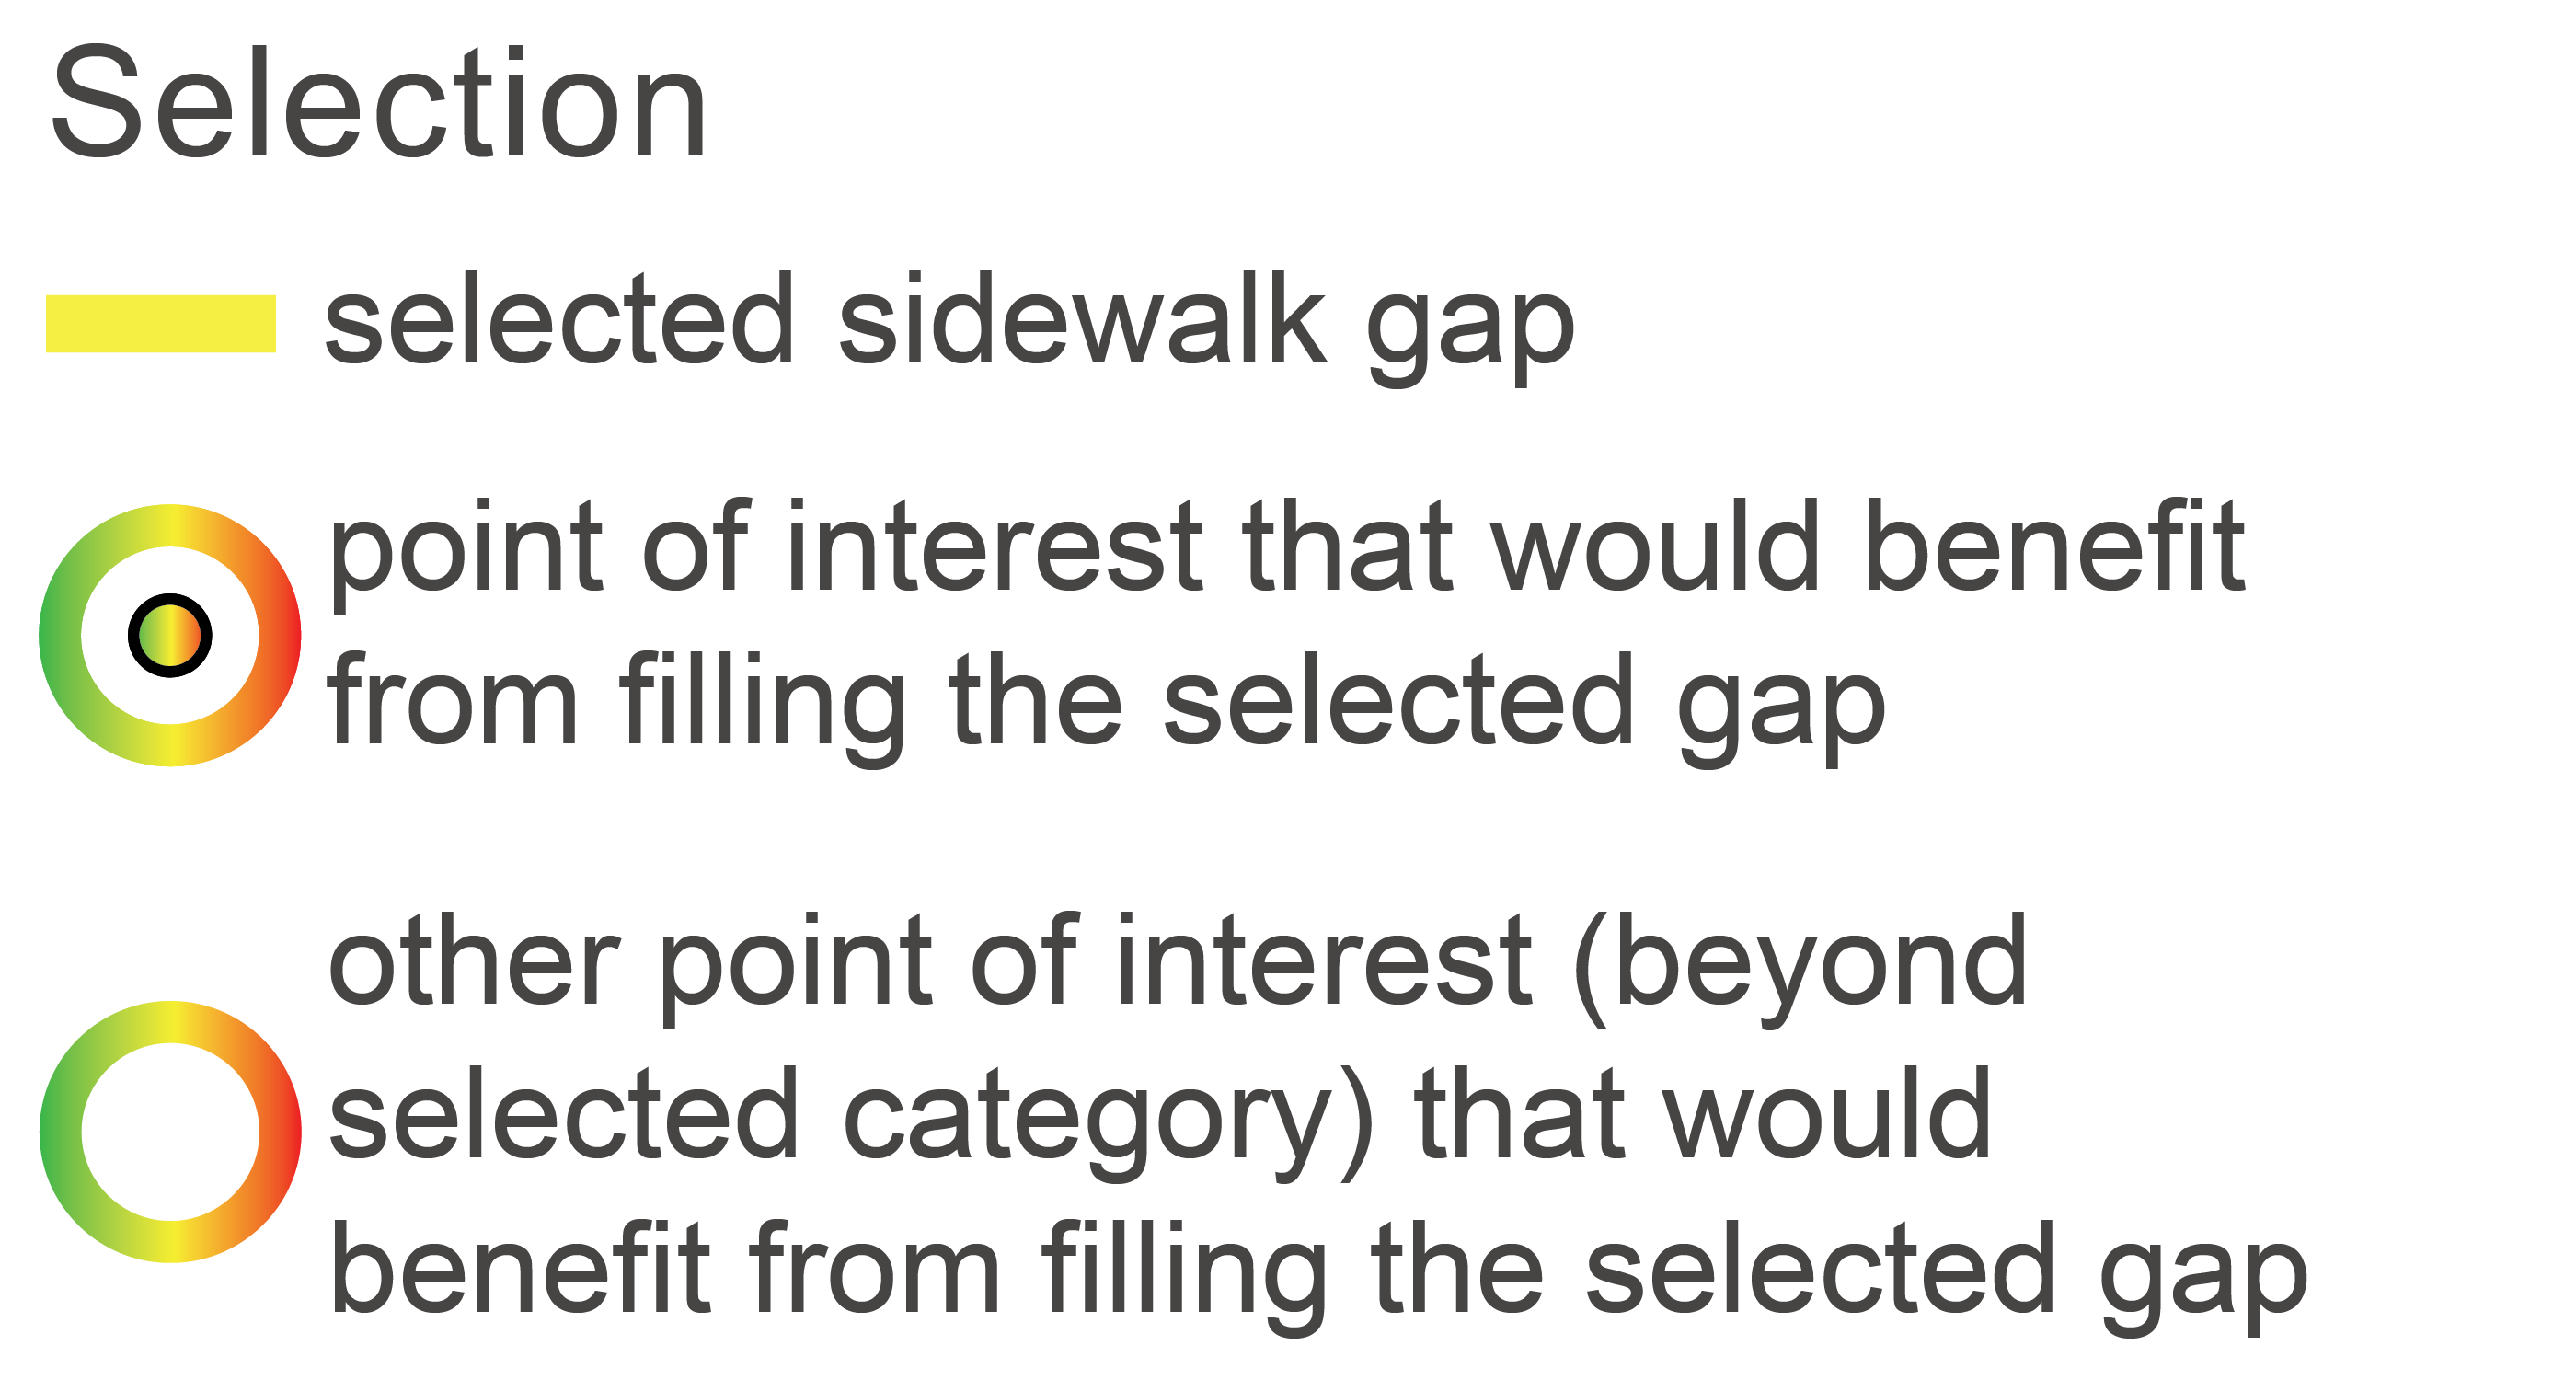 Selection
selected sidewalk gap
point of interest that would benefit
from filling the selected gap
other point of interest (beyond
selected category) that would
benefit from filling the selected gap